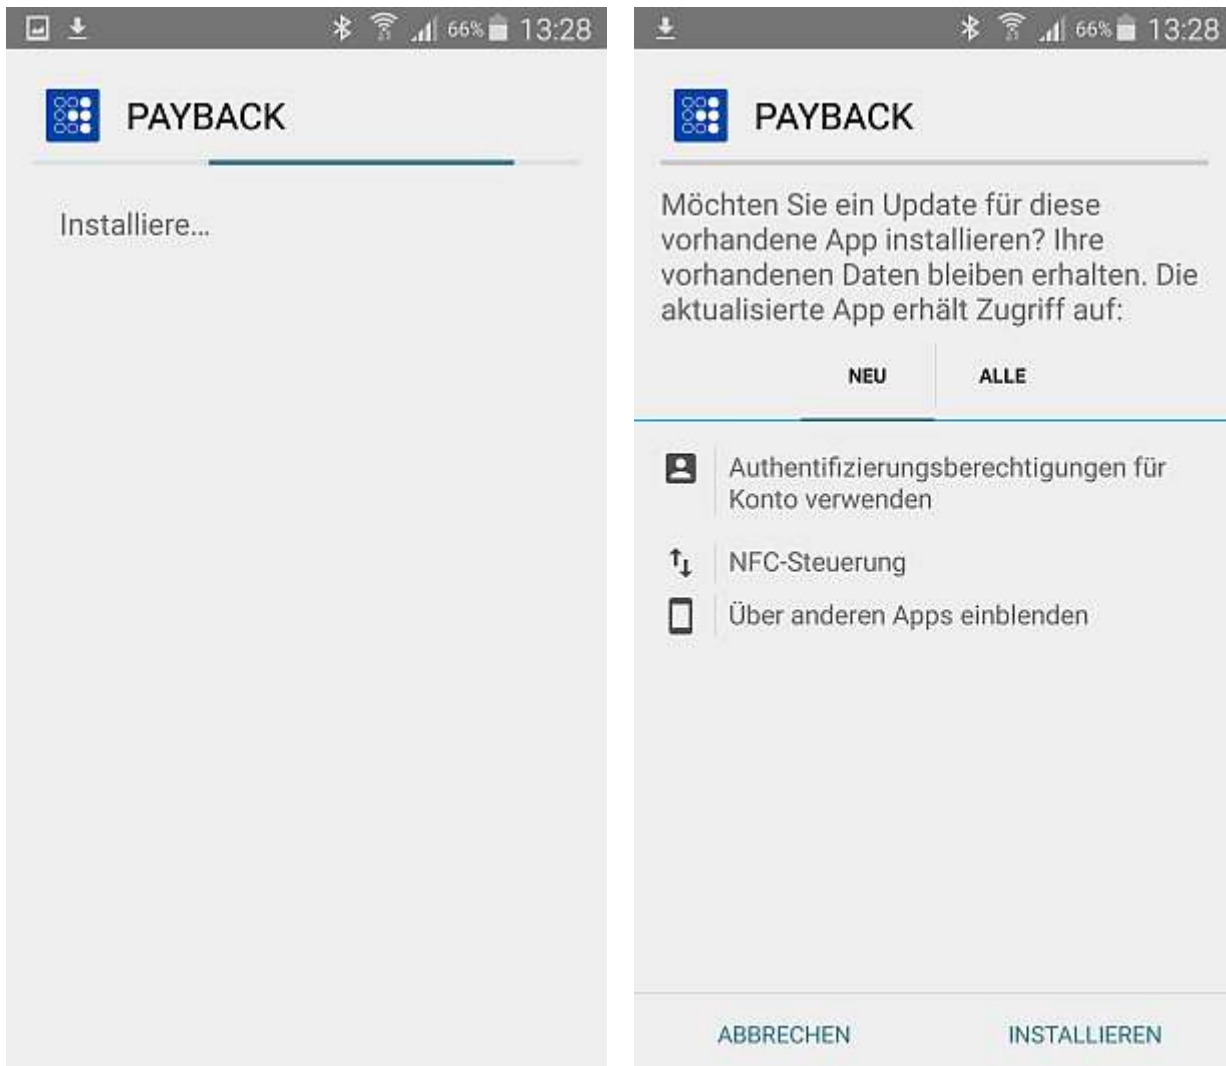 66% 13:28
PAYBACK
Installiere...
66% 13:28
PAYBACK
Möchten Sie ein Update für diese
vorhandene App installieren? Ihre
vorhandenen Daten bleiben erhalten. Die
aktualisierte App erhält Zugriff auf:
NEU ALLE
Authentifizierungsberechtigungen für
Konto verwenden
NFC-Steuerung
Über anderen Apps einblenden
ABBRECHEN INSTALLIEREN